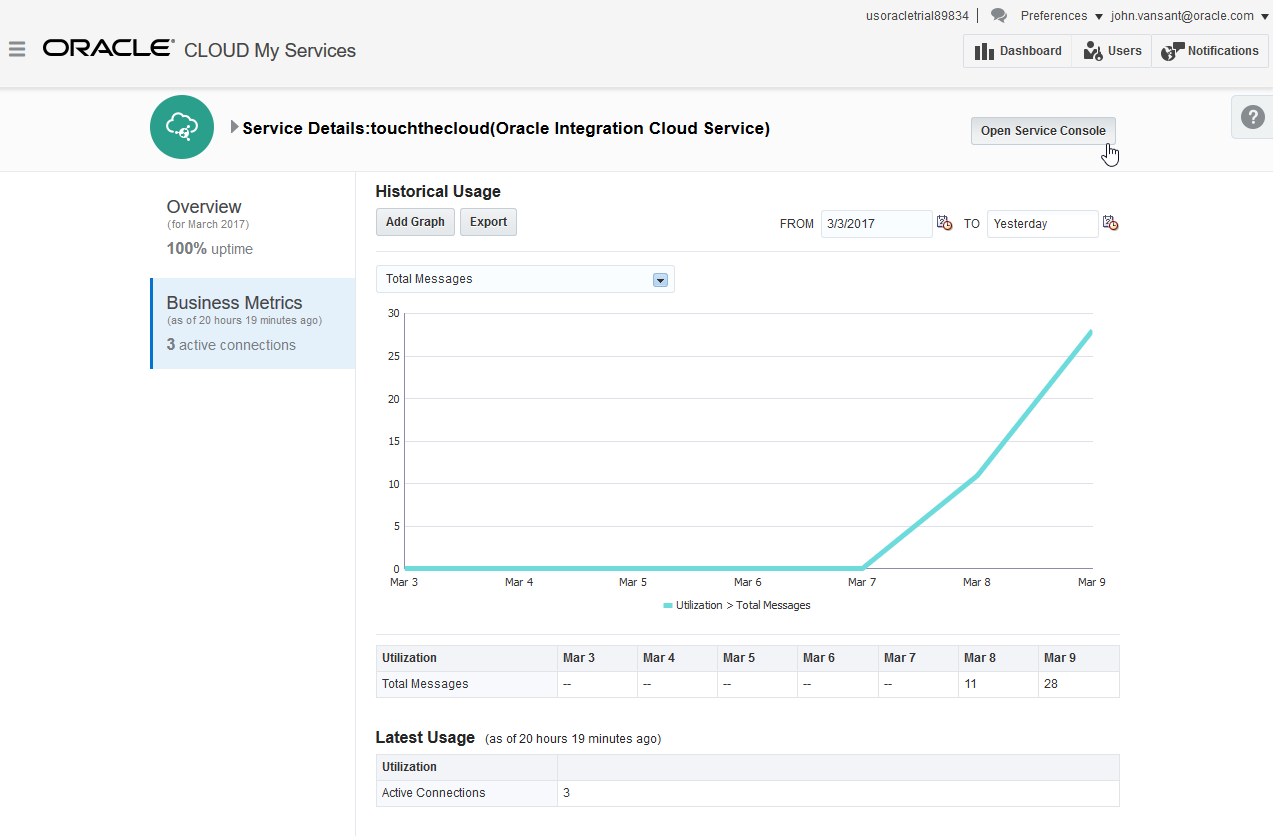 usoracletrial89834 Preferences john.vansant@oracle.com
ORACLE CLOUD My Services
Dashboard Users Notifications
Service Details:touchthecloud(Oracle Integration Cloud Service)
Open Service Console
?
Overview
(for March 2017)
100% uptime
Business Metrics
(as of 20 hours 19 minutes ago)
3 active connections
Historical Usage
Add Graph Export
FROM 3/3/2017 TO Yesterday
Total Messages
30
25
20
15
10
5
0
Mar 3 Mar 4 Mar 5 Mar 6 Mar 7 Mar 8 Mar 9
Utilization > Total Messages
Utilization Mar 3 Mar 4 Mar 5 Mar 6 Mar 7 Mar 8 Mar 9
Total Messages -- -- -- -- -- 11 28
Latest Usage (as of 20 hours 19 minutes ago)
Utilization
Active Connections 3